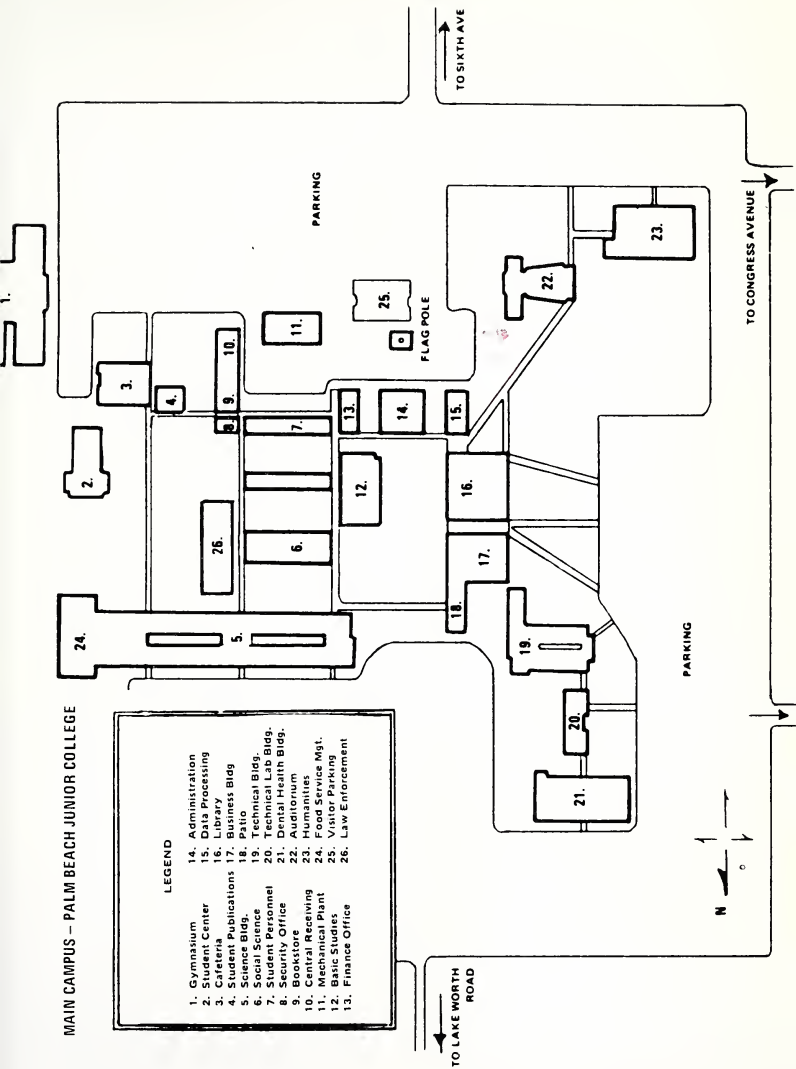 MAIN CAMPUS – PALM BEACH JUNIOR COLLEGE
LEGEND
1. Gymnasium
2. Student Center
3. Cafeteria
4. Student Publications
5. Science Bldg.
6. Social Science
7. Student Personnel
8. Security Office
9. Bookstore
10. Central Receiving
11. Mechanical Plant
12. Basic Studies
13. Finance Office
14. Administration
15. Data Processing
16. Library
17. Business Bldg
18. Patio
19. Technical Bldg.
20. Technical Lab Bldg.
21. Dental Health Bldg.
22. Auditorium
23. Humanities
24. Food Service Mgt.
25. Visitor Parking
26. Law Enforcement
1.
2.
3.
4.
24.
5.
26.
6.
7.
8.
9.
10.
11.
PARKING
25.
FLAG POLE
12.
13.
14.
15.
16.
17.
18.
19.
20.
21.
22.
23.
PARKING
N
TO LAKE WORTH
ROAD
TO SIXTH AVE
TO CONGRESS AVENUE